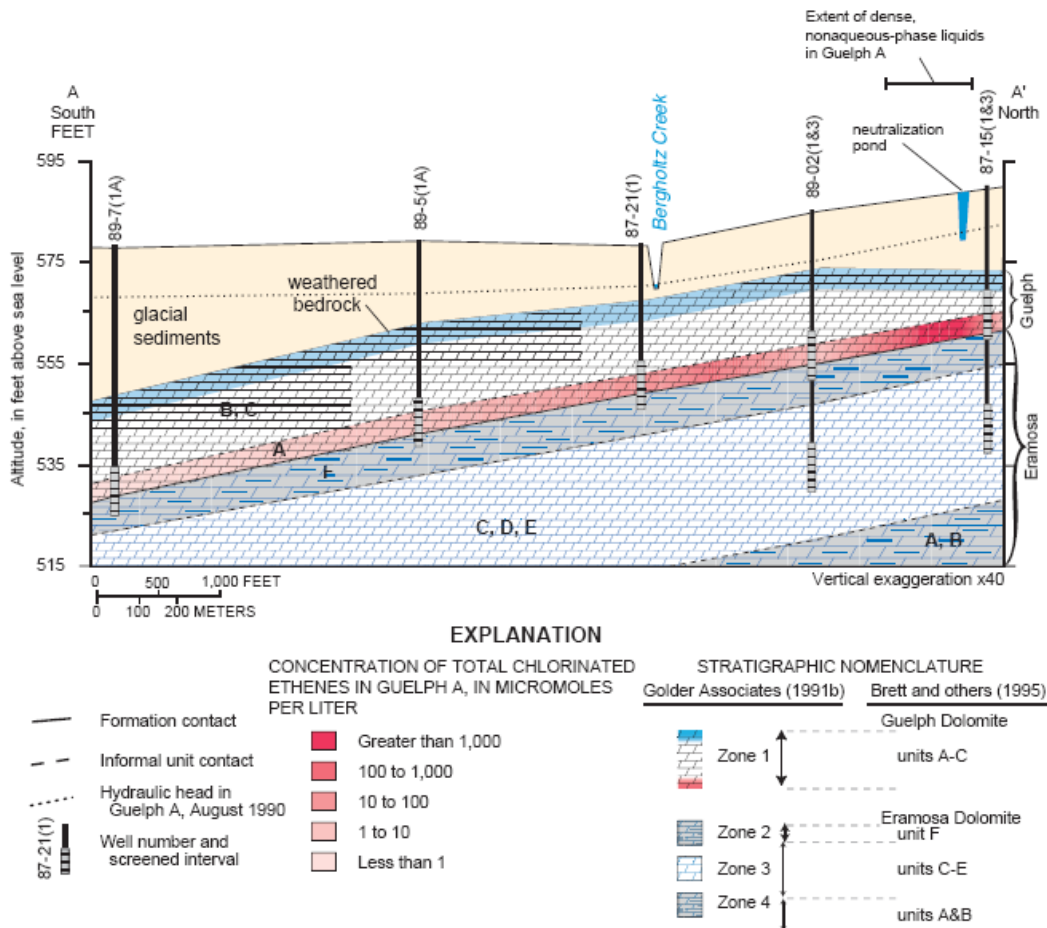 Extent of dense,
nonaqueous-phase liquids
in Guelph A
A
South
FEET
A'
North
neutralization
pond
89-7(1A)
89-5(1A)
87-21(1)
Bergholtz Creek
89-02(1&3)
87-15(1&3)
595
575
555
535
515
Altitude, in feet above sea level
weathered
bedrock
glacial
sediments
B, C
A
F
C, D, E
A, B
Guelph
Eramosa
0 500 1,000 FEET
0 100 200 METERS
Vertical exaggeration x40
EXPLANATION
CONCENTRATION OF TOTAL CHLORINATED
ETHENES IN GUELPH A, IN MICROMOLES
PER LITER
Greater than 1,000
100 to 1,000
10 to 100
1 to 10
Less than 1
Formation contact
Informal unit contact
Hydraulic head in
Guelph A, August 1990
87-21(1)
Well number and
screened interval
STRATIGRAPHIC NOMENCLATURE
Golder Associates (1991b) Brett and others (1995)
Guelph Dolomite
Zone 1 units A-C
Eramosa Dolomite
Zone 2 unit F
Zone 3 units C-E
Zone 4
units A&B